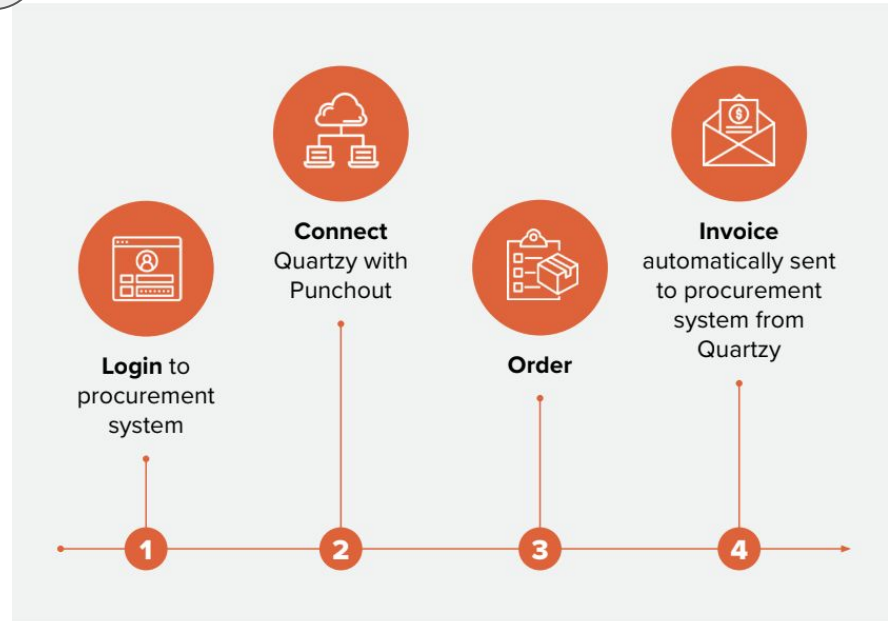 Login to
procurement
system
Connect
Quartzy with
Punchout
Order
Invoice
automatically sent
to procurement
system from
Quartzy
1
2
3
4